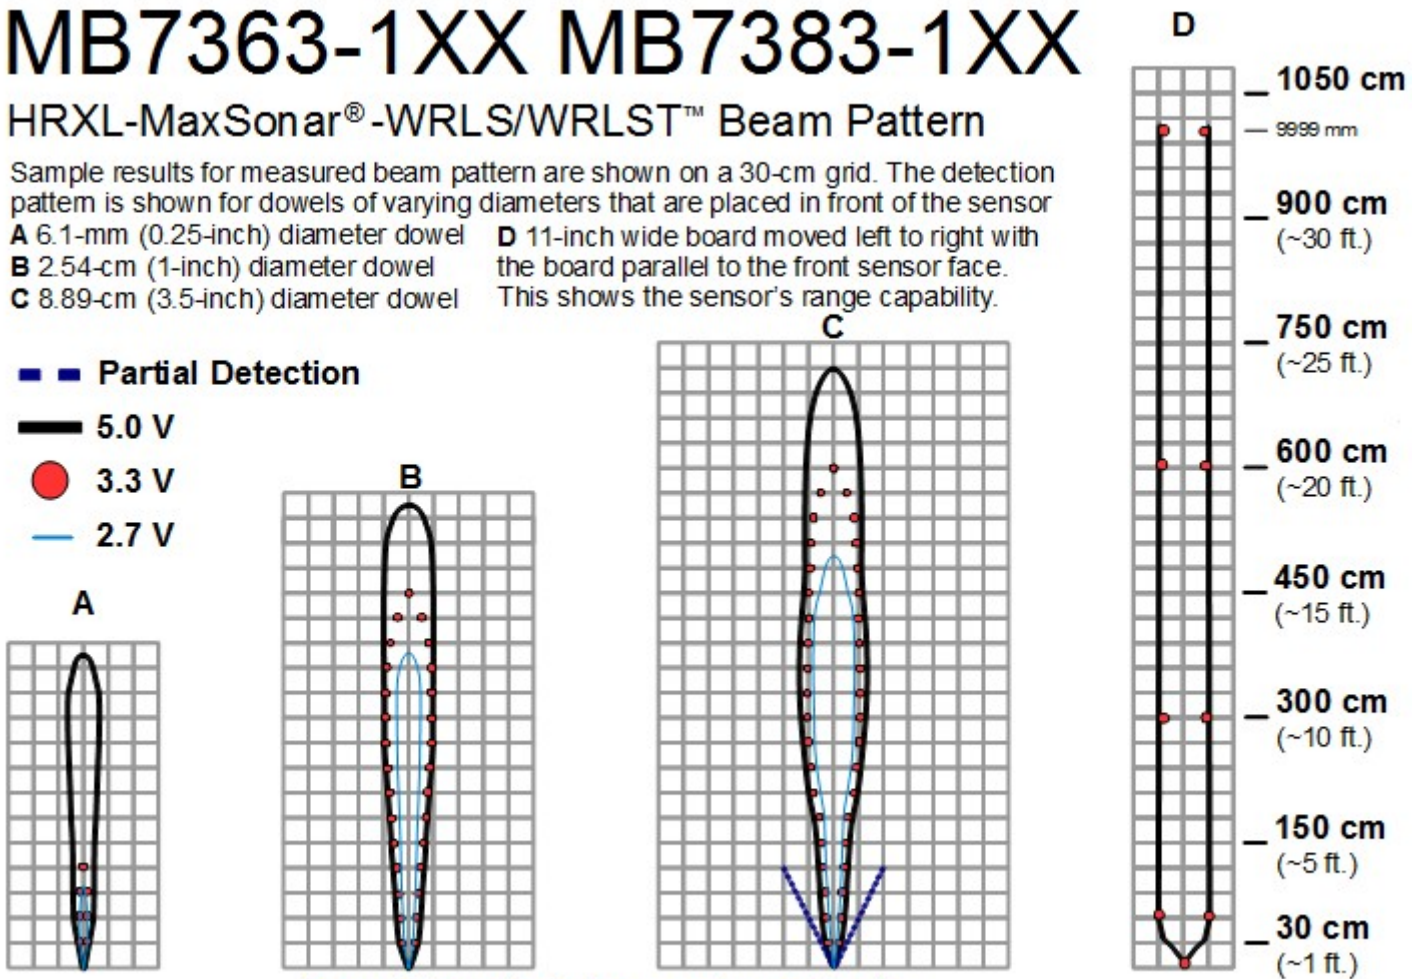 MB7363-1XX MB7383-1XX
HRXL-MaxSonar®-WRLS/WRLST™ Beam Pattern
Sample results for measured beam pattern are shown on a 30-cm grid. The detection
pattern is shown for dowels of varying diameters that are placed in front of the sensor
A 6.1-mm (0.25-inch) diameter dowel
B 2.54-cm (1-inch) diameter dowel
C 8.89-cm (3.5-inch) diameter dowel
D 11-inch wide board moved left to right with
the board parallel to the front sensor face.
This shows the sensor's range capability.
Partial Detection
5.0 V
3.3 V
2.7 V
A
B
C
D
1050 cm
9999 mm
900 cm
(~30 ft.)
750 cm
(~25 ft.)
600 cm
(~20 ft.)
450 cm
(~15 ft.)
300 cm
(~10 ft.)
150 cm
(~5 ft.)
30 cm
(~1 ft.)